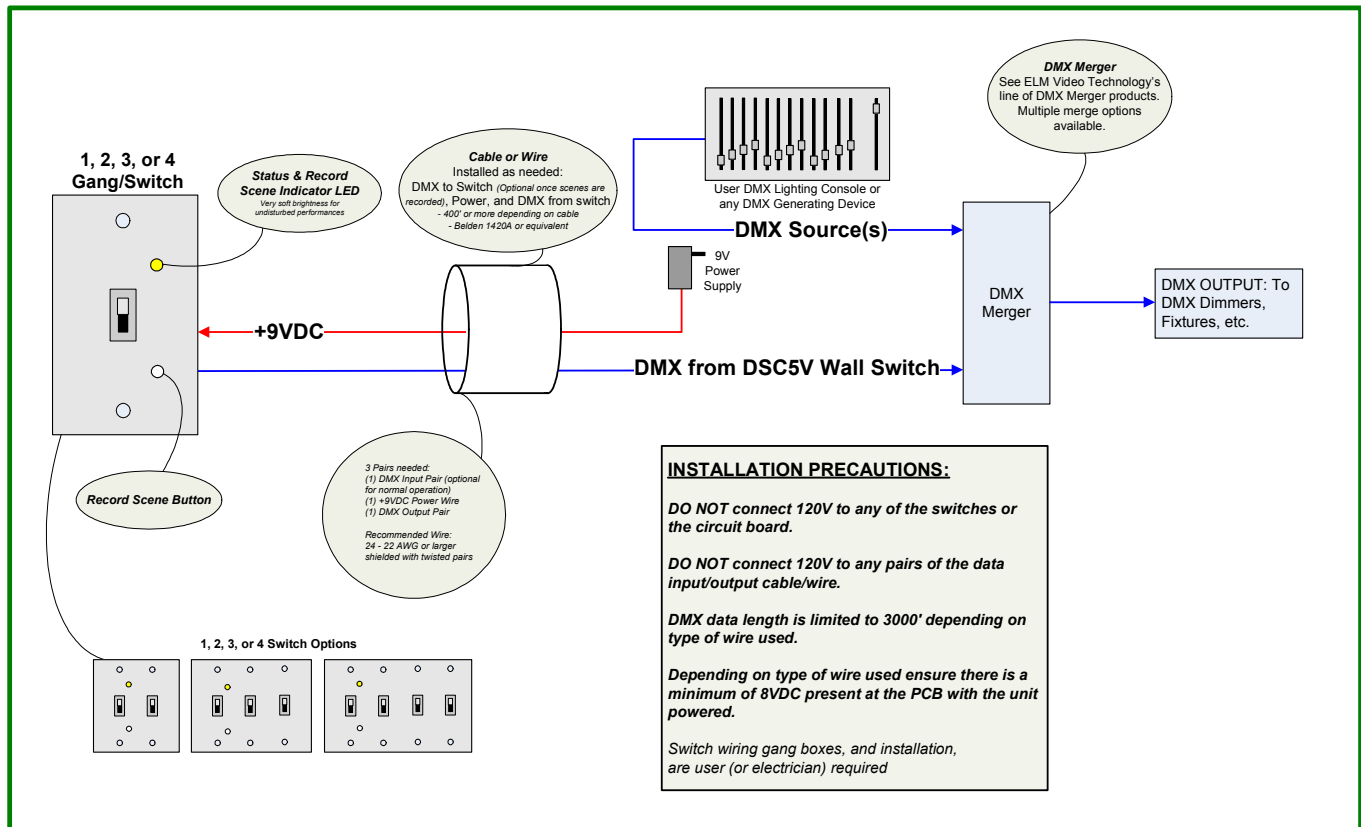 1, 2, 3, or 4
Gang/Switch
Status & Record
Scene Indicator LED
Very soft brightness for
undisturbed performances
Cable or Wire
Installed as needed:
DMX to Switch (Optional once scenes are
recorded), Power, and DMX from switch
- 400' or more depending on cable
- Belden 1420A or equivalent
User DMX Lighting Console or
any DMX Generating Device
DMX Merger
See ELM Video Technology's
line of DMX Merger products.
Multiple merge options
available.
DMX Source(s)
9V
Power
Supply
DMX
Merger
DMX OUTPUT: To
DMX Dimmers,
Fixtures, etc.
+9VDC
DMX from DSC5V Wall Switch
Record Scene Button
3 Pairs needed:
(1) DMX Input Pair (optional
for normal operation)
(1) +9VDC Power Wire
(1) DMX Output Pair
Recommended Wire:
24 - 22 AWG or larger
shielded with twisted pairs
1, 2, 3, or 4 Switch Options
INSTALLATION PRECAUTIONS:
DO NOT connect 120V to any of the switches or
the circuit board.
DO NOT connect 120V to any pairs of the data
input/output cable/wire.
DMX data length is limited to 3000' depending on
type of wire used.
Depending on type of wire used ensure there is a
minimum of 8VDC present at the PCB with the unit
powered.
Switch wiring gang boxes, and installation,
are user (or electrician) required